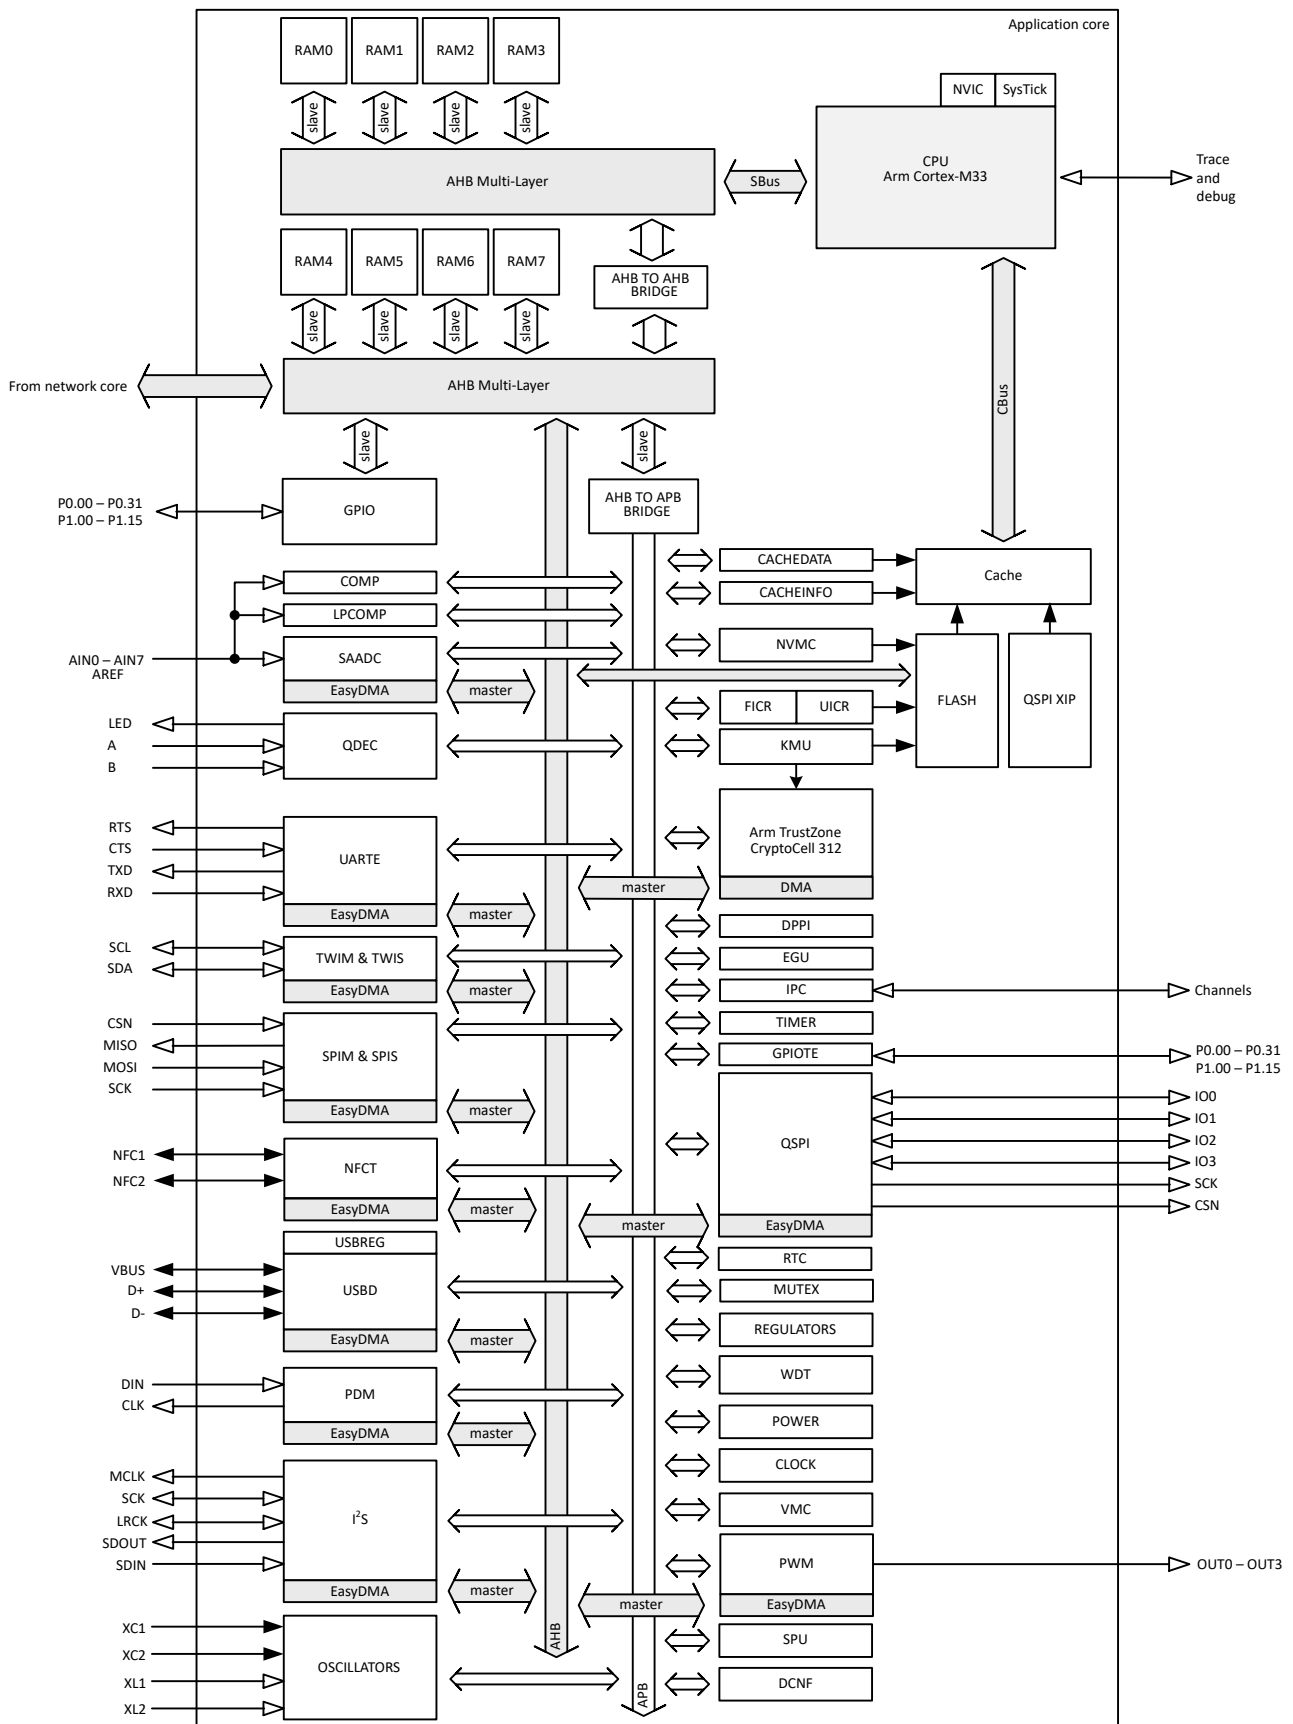 Application core
RAM0
RAM1
RAM2
RAM3
NVIC
SysTick
slave
slave
slave
slave
CPU
Arm Cortex-M33
AHB Multi-Layer
SBus
Trace
and
debug
RAM4
RAM5
RAM6
RAM7
AHB TO AHB
BRIDGE
slave
slave
slave
slave
From network core
AHB Multi-Layer
CBus
slave
slave
P0.00 – P0.31
P1.00 – P1.15
GPIO
AHB TO APB
BRIDGE
CACHEDATA
Cache
COMP
CACHEINFO
LPCOMP
NVMC
AIN0 – AIN7
AREF
SAADC
EasyDMA
master
FICR
UICR
FLASH
QSPI XIP
LED
A
B
QDEC
KMU
RTS
CTS
TXD
RXD
UARTE
EasyDMA
master
Arm TrustZone
CryptoCell 312
master
DMA
DPPI
SCL
SDA
TWIM & TWIS
EasyDMA
master
EGU
IPC
Channels
CSN
MISO
MOSI
SCK
SPIM & SPIS
EasyDMA
master
TIMER
GPIOTE
P0.00 – P0.31
P1.00 – P1.15
QSPI
IO0
IO1
IO2
IO3
SCK
CSN
NFC1
NFC2
NFCT
EasyDMA
master
master
EasyDMA
USBREG
VBUS
D+
D-
USBD
EasyDMA
master
RTC
MUTEX
REGULATORS
DIN
CLK
PDM
EasyDMA
master
WDT
POWER
CLOCK
MCLK
SCK
LRCK
SDOUT
SDIN
I²S
EasyDMA
master
VMC
PWM
OUT0 – OUT3
master
EasyDMA
XC1
XC2
XL1
XL2
OSCILLATORS
AHB
APB
SPU
DCNF